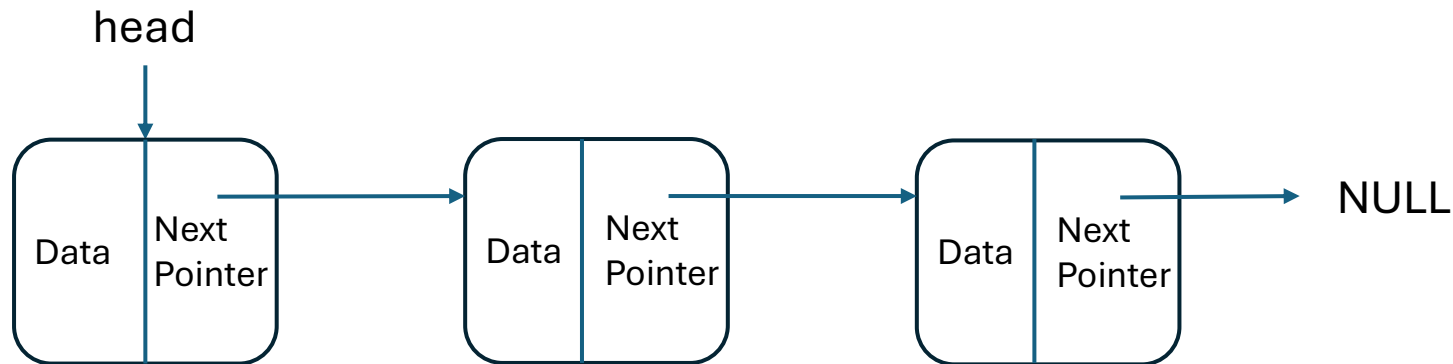 head
Data
Next
Pointer
Data
Next
Pointer
Data
Next
Pointer
NULL